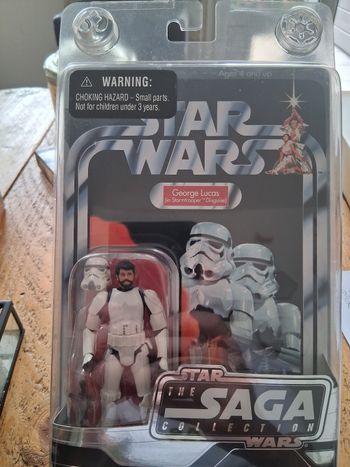 Ages 4 and up
WARNING:
CHOKING HAZARD – Small parts.
Not for children under 3 years.
STAR
WARS
George Lucas
(in Stormtrooper™ Disguise)
STAR
THE
SAGA
COLLECTION
WARS